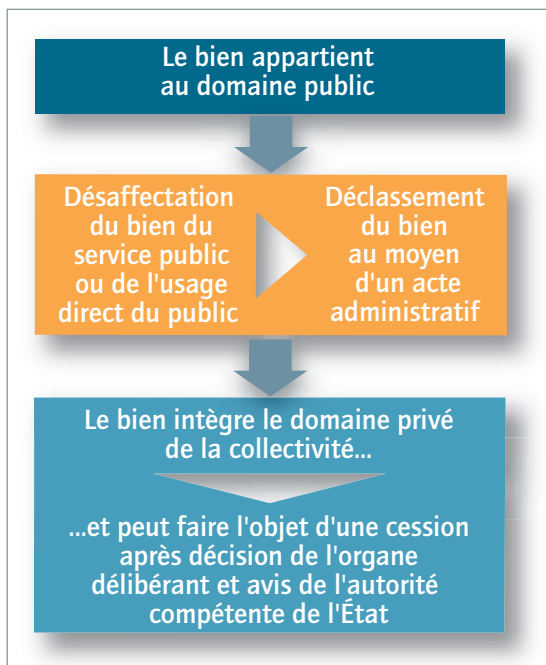 Le bien appartient
au domaine public
Désaffectation
du bien du
service public
ou de l'usage
direct du public
Déclassement
du bien
au moyen
d'un acte
administratif
Le bien intègre le domaine privé
de la collectivité...
...et peut faire l'objet d'une cession
après décision de l'organe
délibérant et avis de l'autorité
compétente de l'État